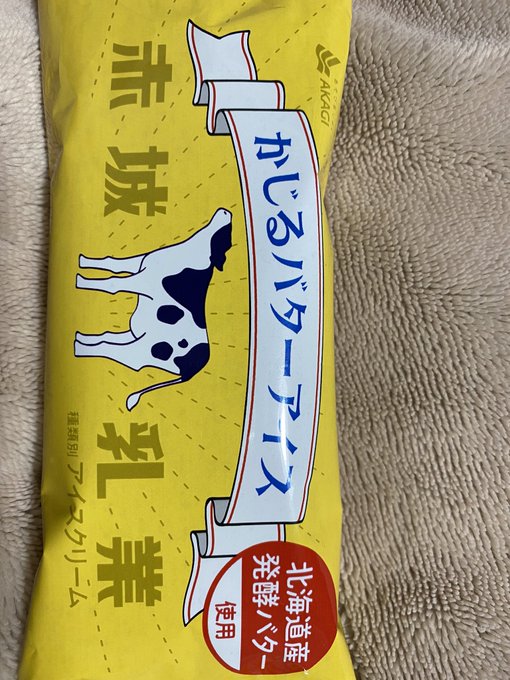 AKAGI
かじるバターアイス
赤城
乳業
種類別 アイスクリーム
北海道産
発酵バター
使用